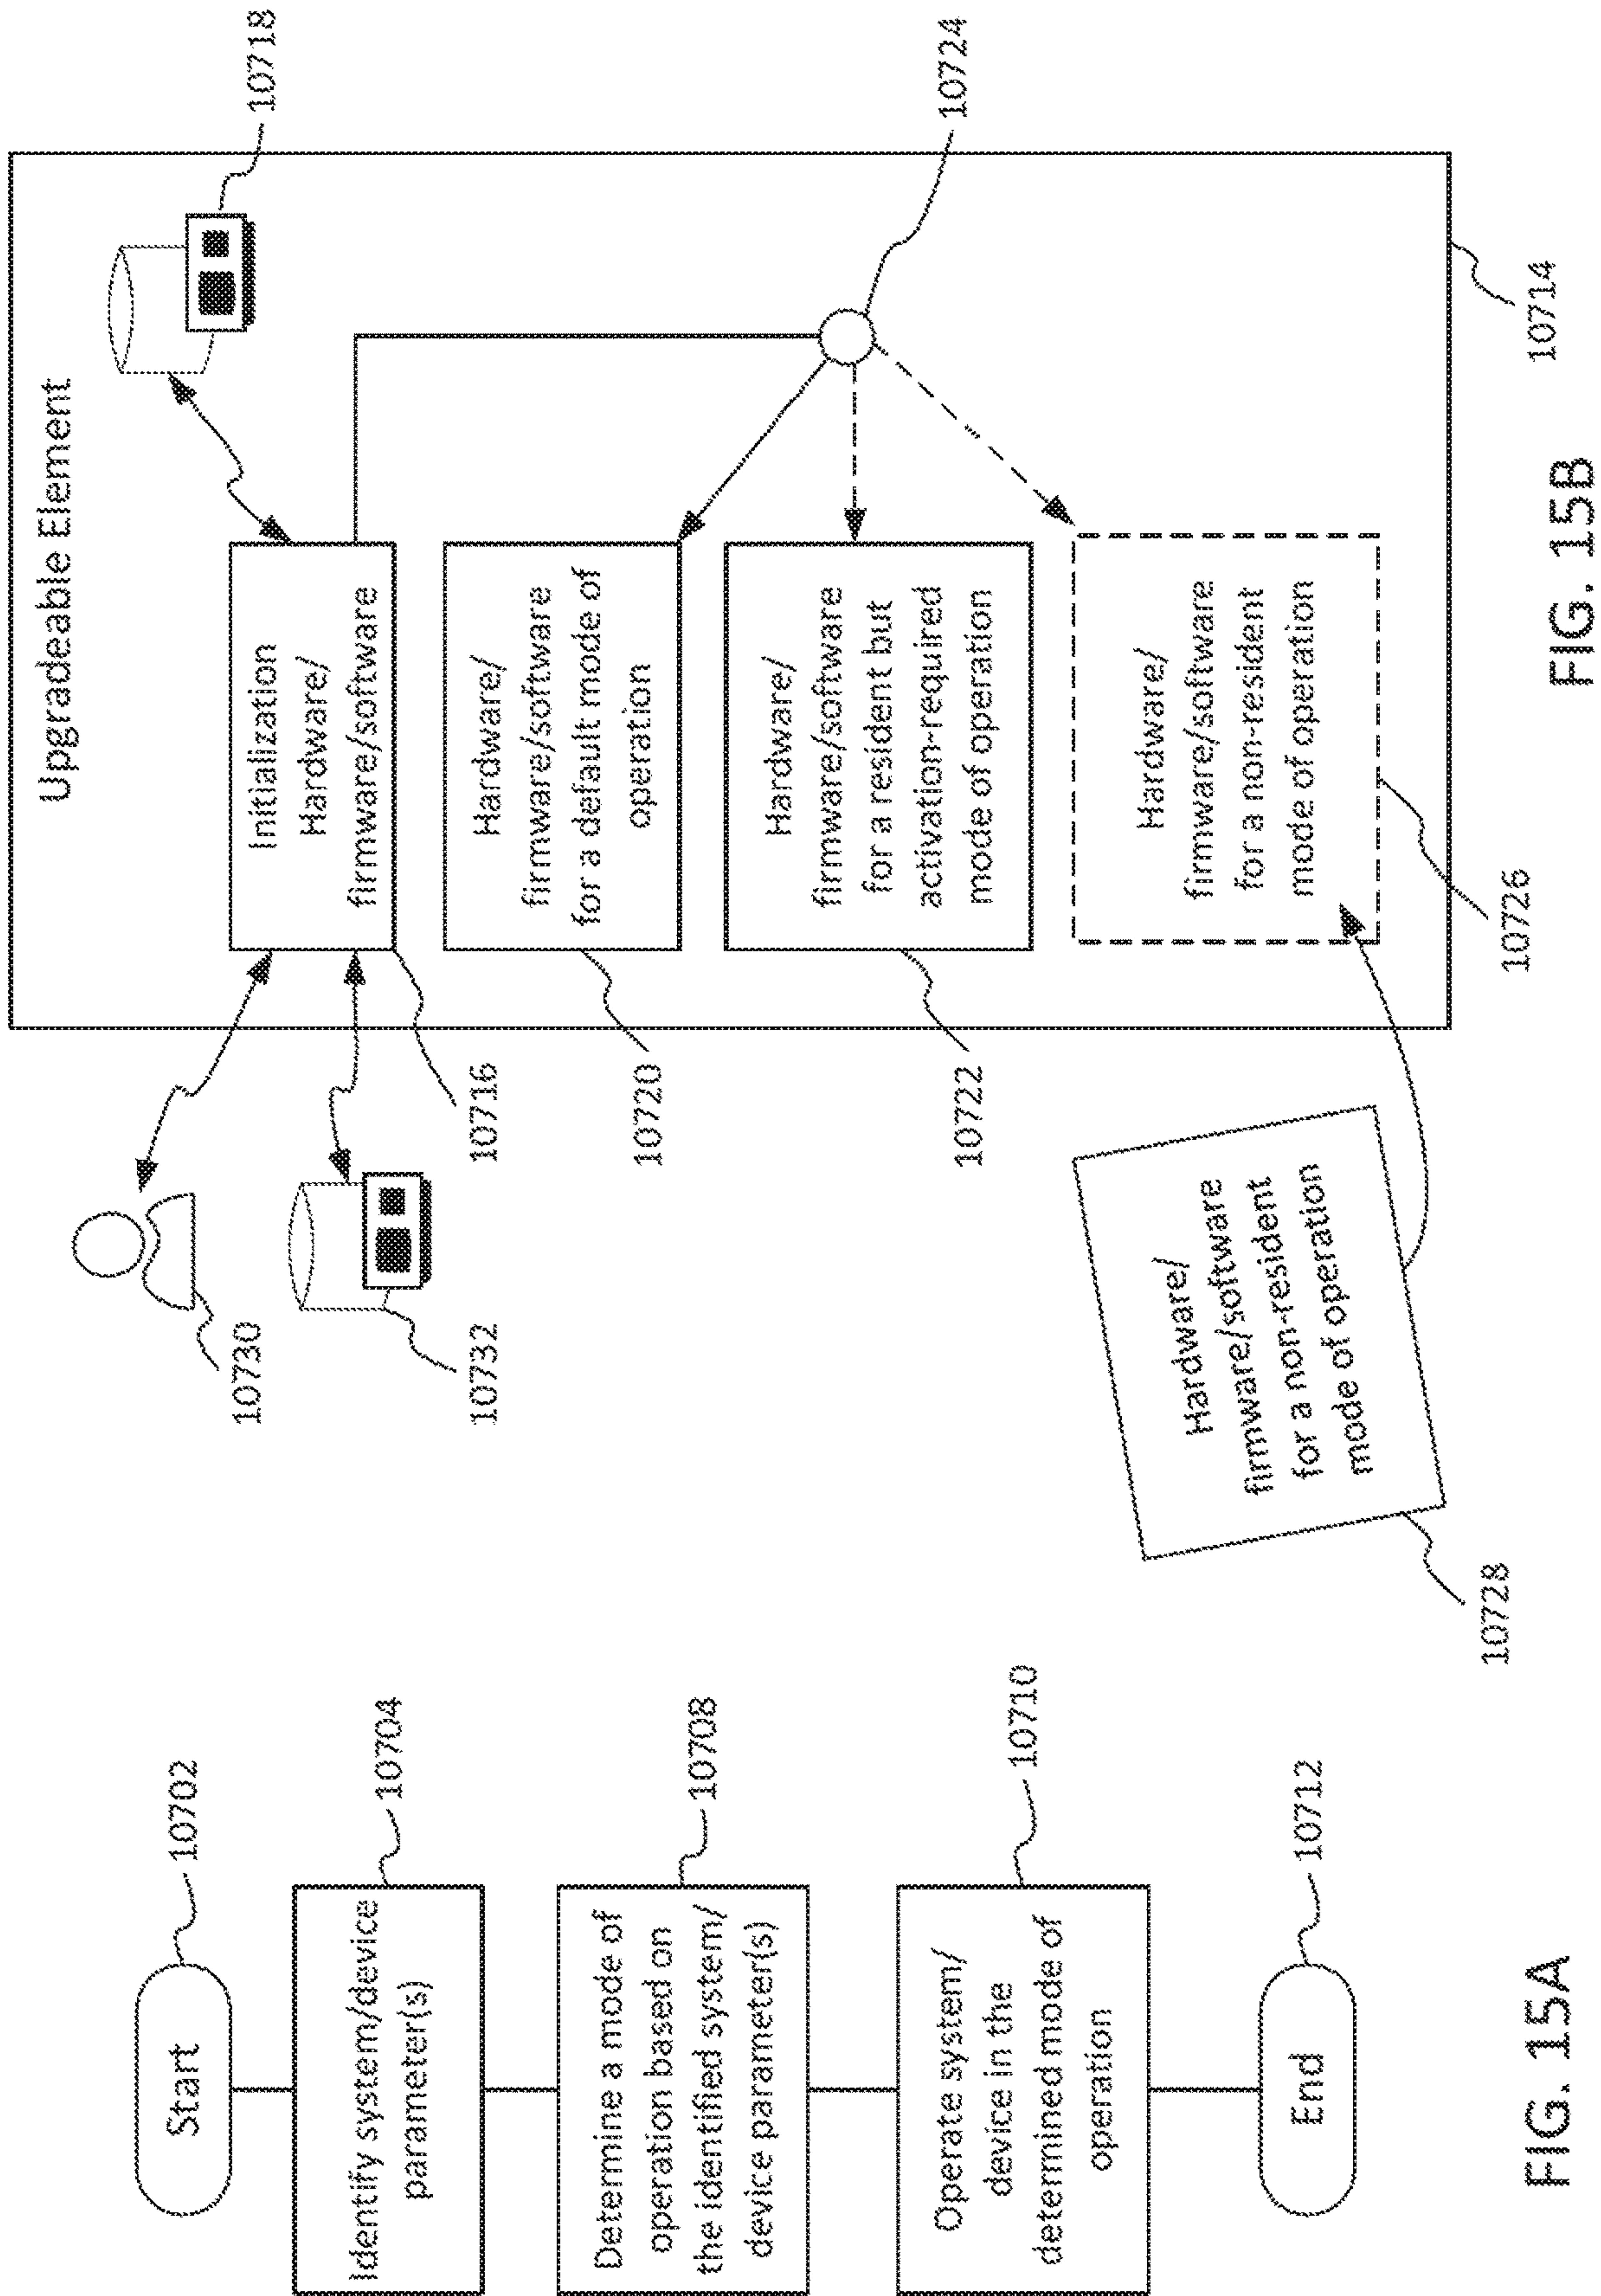 Start
10702
Identify system/device
parameter(s)
10704
Determine a mode of
operation based on
the identified system/
device parameter(s)
10708
Operate system/
device in the
determined mode of
operation
10710
End
10712
FIG. 15A
Upgradeable Element
10730
10732
Initialization
Hardware/
firmware/software
10716
10718
Hardware/
firmware/software
for a default mode of
operation
10720
Hardware/
firmware/software
for a resident but
activation-required
mode of operation
10722
10724
Hardware/
firmware/software
for a non-resident
mode of operation
10726
Hardware/
firmware/software
for a non-resident
mode of operation
10728
10714
FIG. 15B